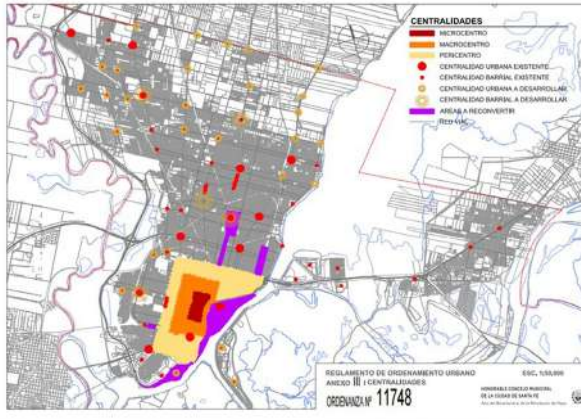 CENTRALIDADES
MICROCENTRO
MACROCENTRO
PERICENTRO
CENTRALIDAD URBANA EXISTENTE
CENTRALIDAD BARRIAL EXISTENTE
CENTRALIDAD URBANA A DESARROLLAR
CENTRALIDAD BARRIAL A DESARROLLAR
AREAS A RECONVERTIR
RED VIAL
REGLAMENTO DE ORDENAMIENTO URBANO
ESC. 1:50,000
ANEXO III : CENTRALIDADES
ORDENANZA Nº 11748
HONORABLE CONCEJO MUNICIPAL
DE LA CIUDAD DE SANTA FE